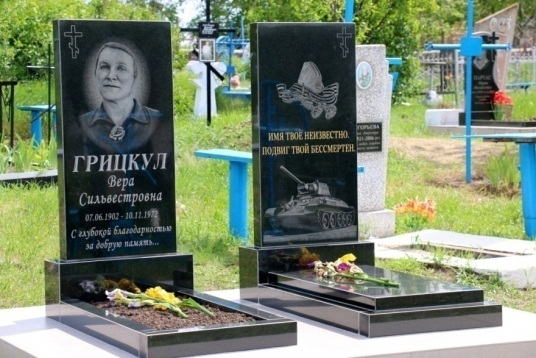 ГРИЦКУЛ
Вера
Сильвестровна
07.06.1902 - 10.11.1972
С глубокой благодарностью
за добрую память...
ИМЯ ТВОЕ НЕИЗВЕСТНО.
ПОДВИГ ТВОЙ БЕССМЕРТЕН.